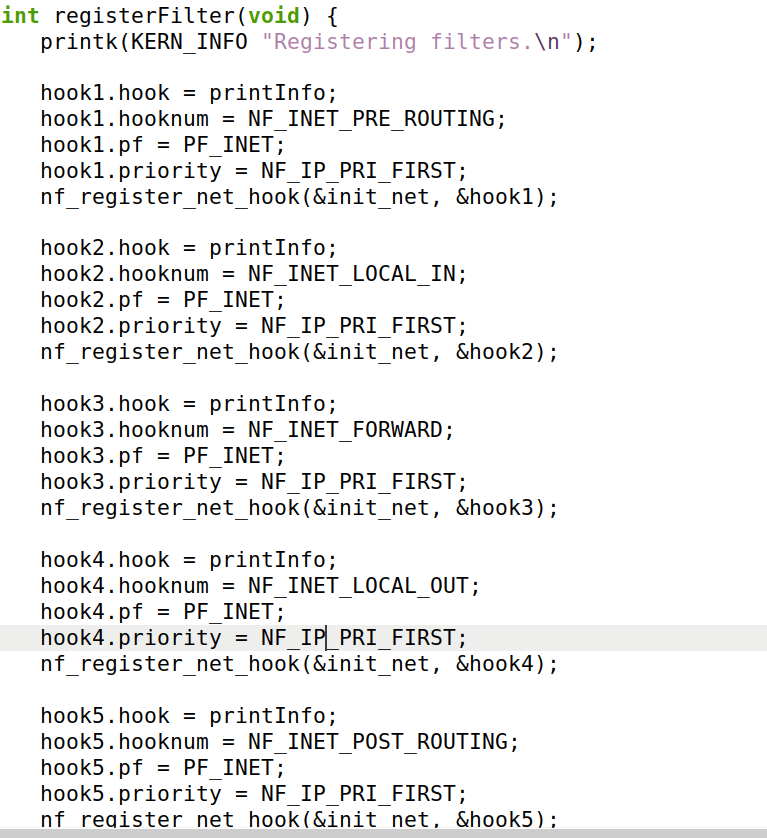 int registerFilter(void) {
   printk(KERN_INFO "Registering filters.\n");

   hook1.hook = printInfo;
   hook1.hooknum = NF_INET_PRE_ROUTING;
   hook1.pf = PF_INET;
   hook1.priority = NF_IP_PRI_FIRST;
   nf_register_net_hook(&init_net, &hook1);

   hook2.hook = printInfo;
   hook2.hooknum = NF_INET_LOCAL_IN;
   hook2.pf = PF_INET;
   hook2.priority = NF_IP_PRI_FIRST;
   nf_register_net_hook(&init_net, &hook2);

   hook3.hook = printInfo;
   hook3.hooknum = NF_INET_FORWARD;
   hook3.pf = PF_INET;
   hook3.priority = NF_IP_PRI_FIRST;
   nf_register_net_hook(&init_net, &hook3);

   hook4.hook = printInfo;
   hook4.hooknum = NF_INET_LOCAL_OUT;
   hook4.pf = PF_INET;
   hook4.priority = NF_IP_PRI_FIRST;
   nf_register_net_hook(&init_net, &hook4);

   hook5.hook = printInfo;
   hook5.hooknum = NF_INET_POST_ROUTING;
   hook5.pf = PF_INET;
   hook5.priority = NF_IP_PRI_FIRST;
   nf_register_net_hook(&init_net, &hook5);